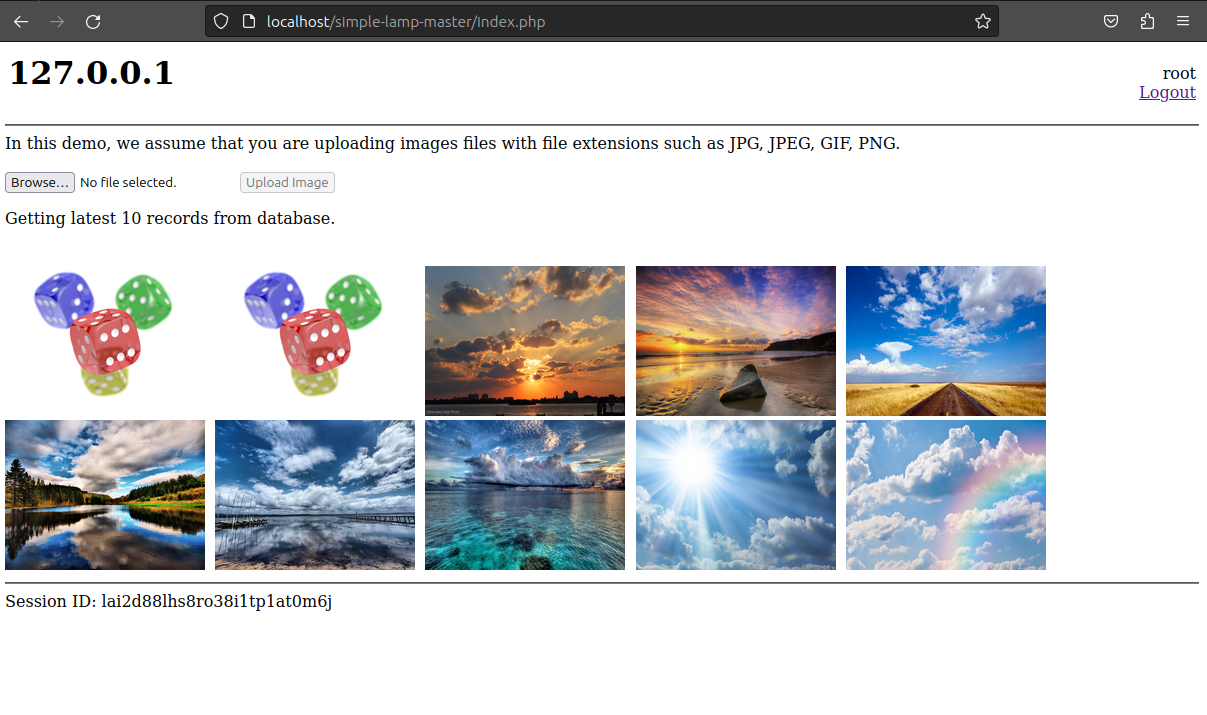 localhost/simple-lamp-master/index.php
127.0.0.1
root
Logout
In this demo, we assume that you are uploading images files with file extensions such as JPG, JPEG, GIF, PNG.
Browse... No file selected. Upload Image
Getting latest 10 records from database.
Session ID: lai2d88lhs8ro38i1tp1at0m6j